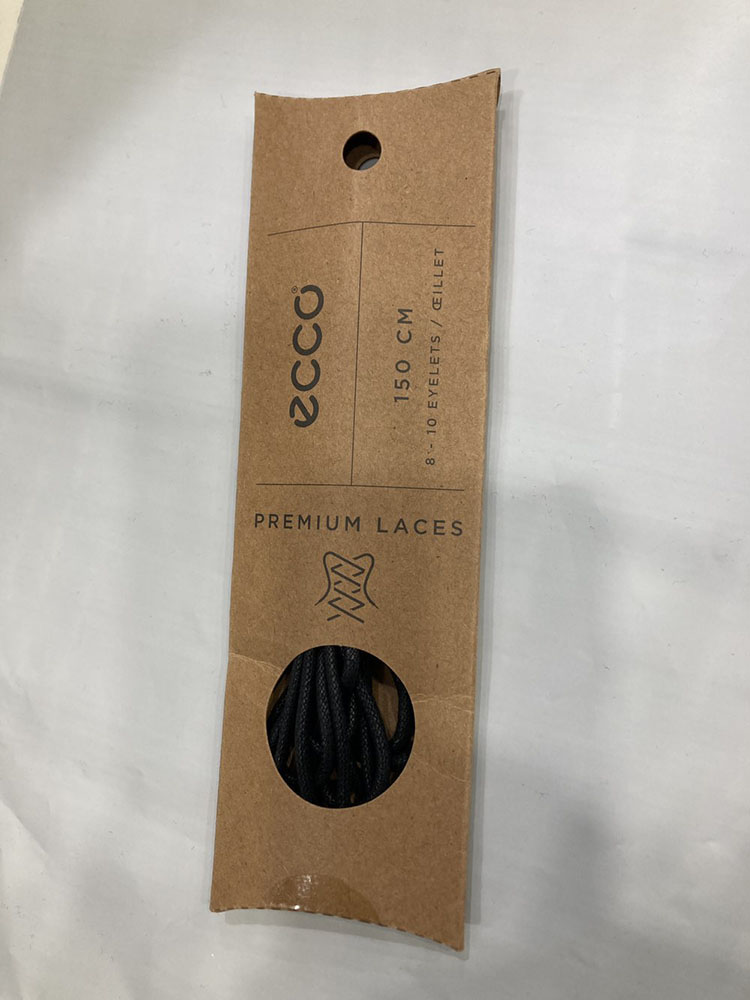 ecco®
150 CM
8 - 10 EYELETS / ŒILLET
PREMIUM LACES